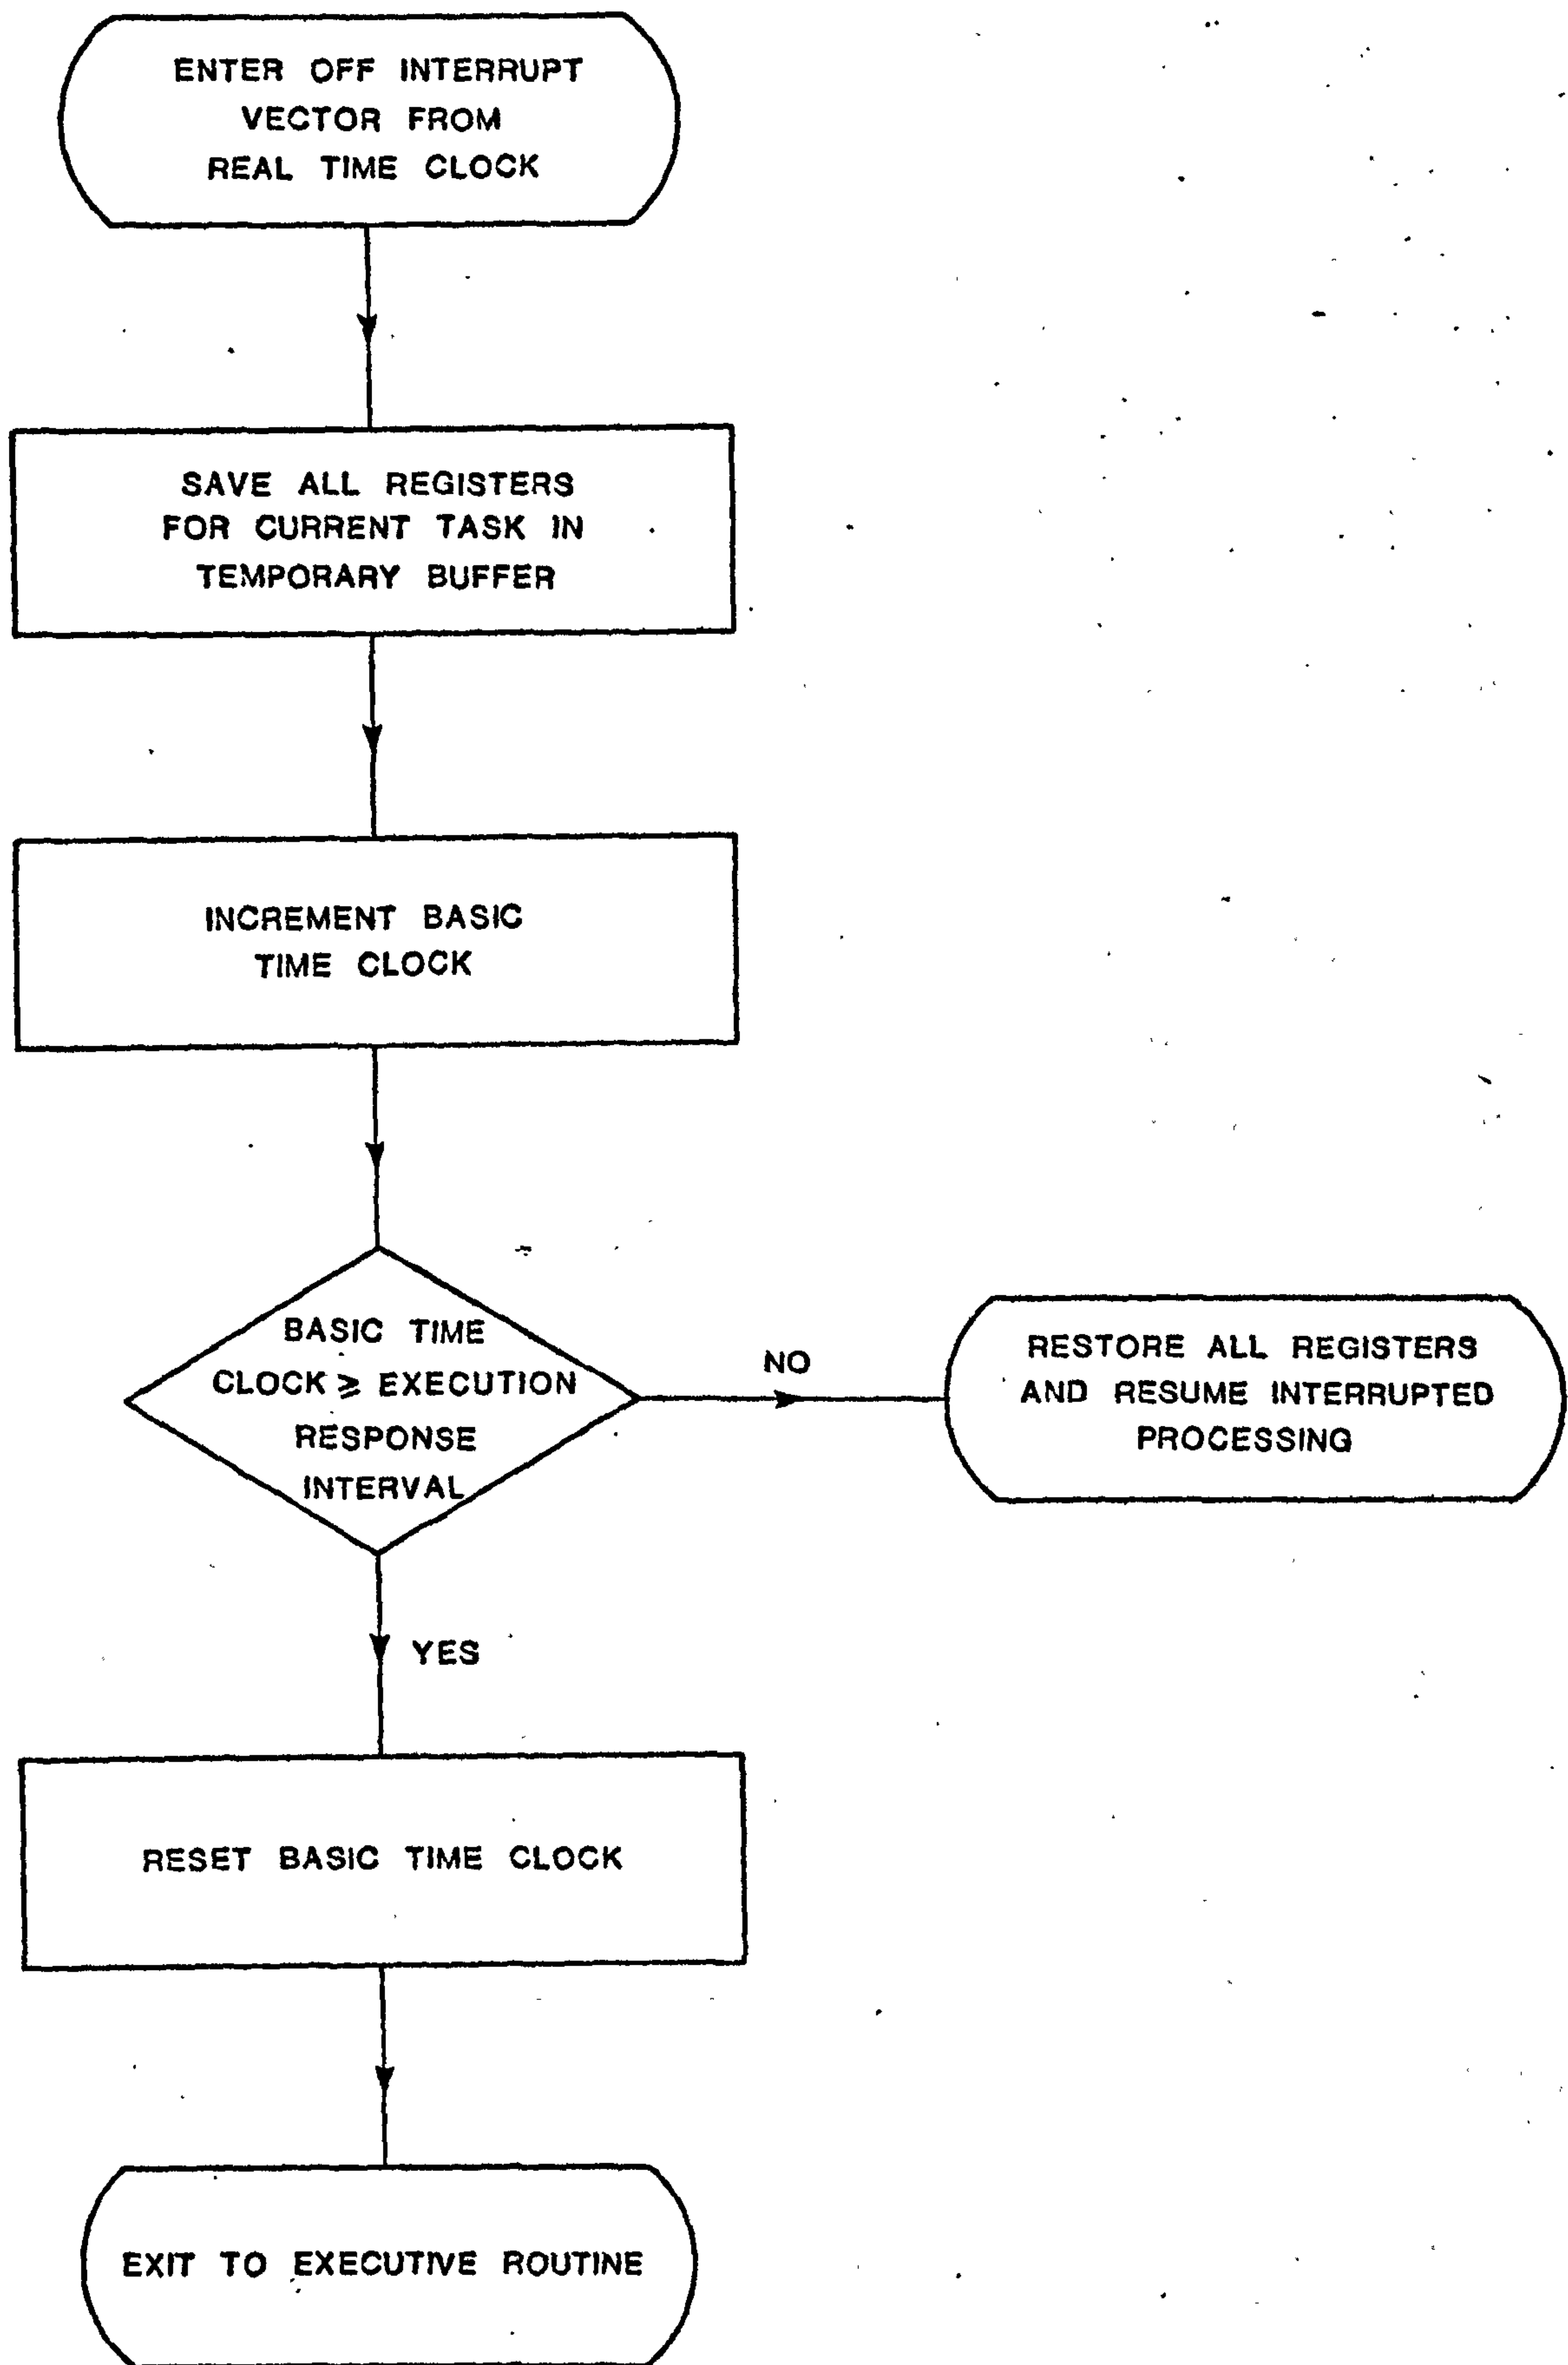 ENTER OFF INTERRUPT
VECTOR FROM
REAL TIME CLOCK
SAVE ALL REGISTERS
FOR CURRENT TASK IN
TEMPORARY BUFFER
INCREMENT BASIC
TIME CLOCK
BASIC TIME
CLOCK ⩾ EXECUTION
RESPONSE
INTERVAL
NO
RESTORE ALL REGISTERS
AND RESUME INTERRUPTED
PROCESSING
YES
RESET BASIC TIME CLOCK
EXIT TO EXECUTIVE ROUTINE